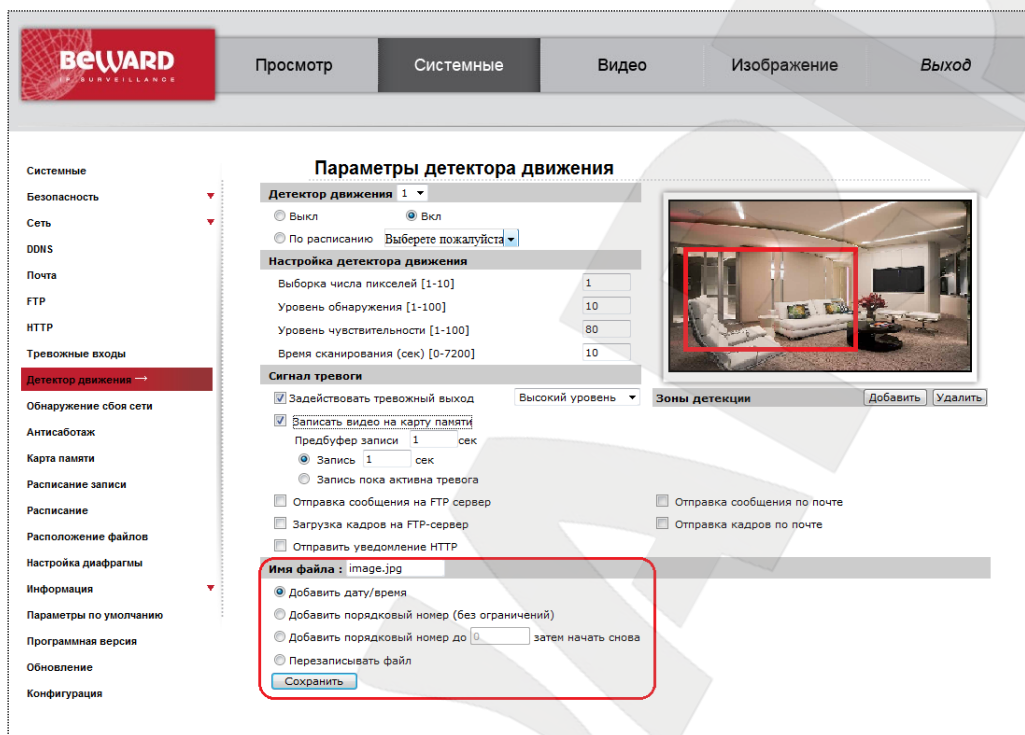 BEWARD
IP SURVEILLANCE
Просмотр Системные Видео Изображение Выход
Системные
Безопасность
Сеть
DDNS
Почта
FTP
HTTP
Тревожные входы
Детектор движения →
Обнаружение сбоя сети
Антисаботаж
Карта памяти
Расписание записи
Расписание
Расположение файлов
Настройка диафрагмы
Информация
Параметры по умолчанию
Программная версия
Обновление
Конфигурация
Параметры детектора движения
Детектор движения 1
Выкл Вкл
По расписанию Выберете пожалуйста
Настройка детектора движения
Выборка числа пикселей [1-10] 1
Уровень обнаружения [1-100] 10
Уровень чувствительности [1-100] 80
Время сканирования (сек) [0-7200] 10
Сигнал тревоги
Задействовать тревожный выход Высокий уровень
Зоны детекции Добавить Удалить
Записать видео на карту памяти
Предбуфер записи 1 сек
Запись 1 сек
Запись пока активна тревога
Отправка сообщения на FTP сервер Отправка сообщения по почте
Загрузка кадров на FTP-сервер Отправка кадров по почте
Отправить уведомление HTTP
Имя файла : image.jpg
Добавить дату/время
Добавить порядковый номер (без ограничений)
Добавить порядковый номер до 0 затем начать снова
Перезаписывать файл
Сохранить